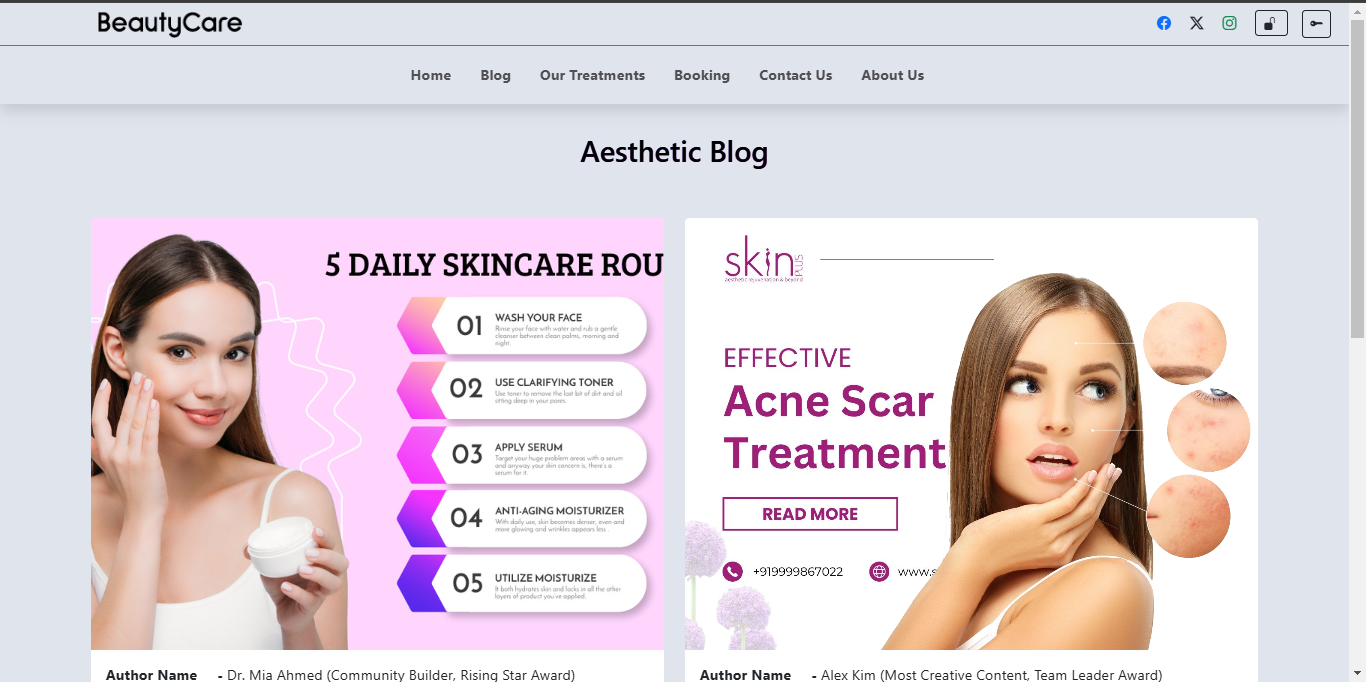 BeautyCare
Home Blog Our Treatments Booking Contact Us About Us
Aesthetic Blog
5 DAILY SKINCARE ROU
01 WASH YOUR FACE
Rinse your face with water and rub a gentle
cleanser between clean palms, morning and
night.
02 USE CLARIFYING TONER
Use toner to remove the last bit of dirt and oil
sitting deep in your pores.
03 APPLY SERUM
Target your huge problem areas with a serum
and anyway your skin concern is, there's a
serum for it.
04 ANTI-AGING MOISTURIZER
With daily use, skin becomes denser, even and
more glowing and wrinkles appears less .
05 UTILIZE MOISTURIZE
It both hydrates skin and locks in all the other
layers of product you've applied.
skin PLUS
aesthetic rejuvenation & beyond
EFFECTIVE
Acne Scar
Treatment
READ MORE
+919999867022 www.s
Author Name - Dr. Mia Ahmed (Community Builder, Rising Star Award)
Author Name - Alex Kim (Most Creative Content, Team Leader Award)